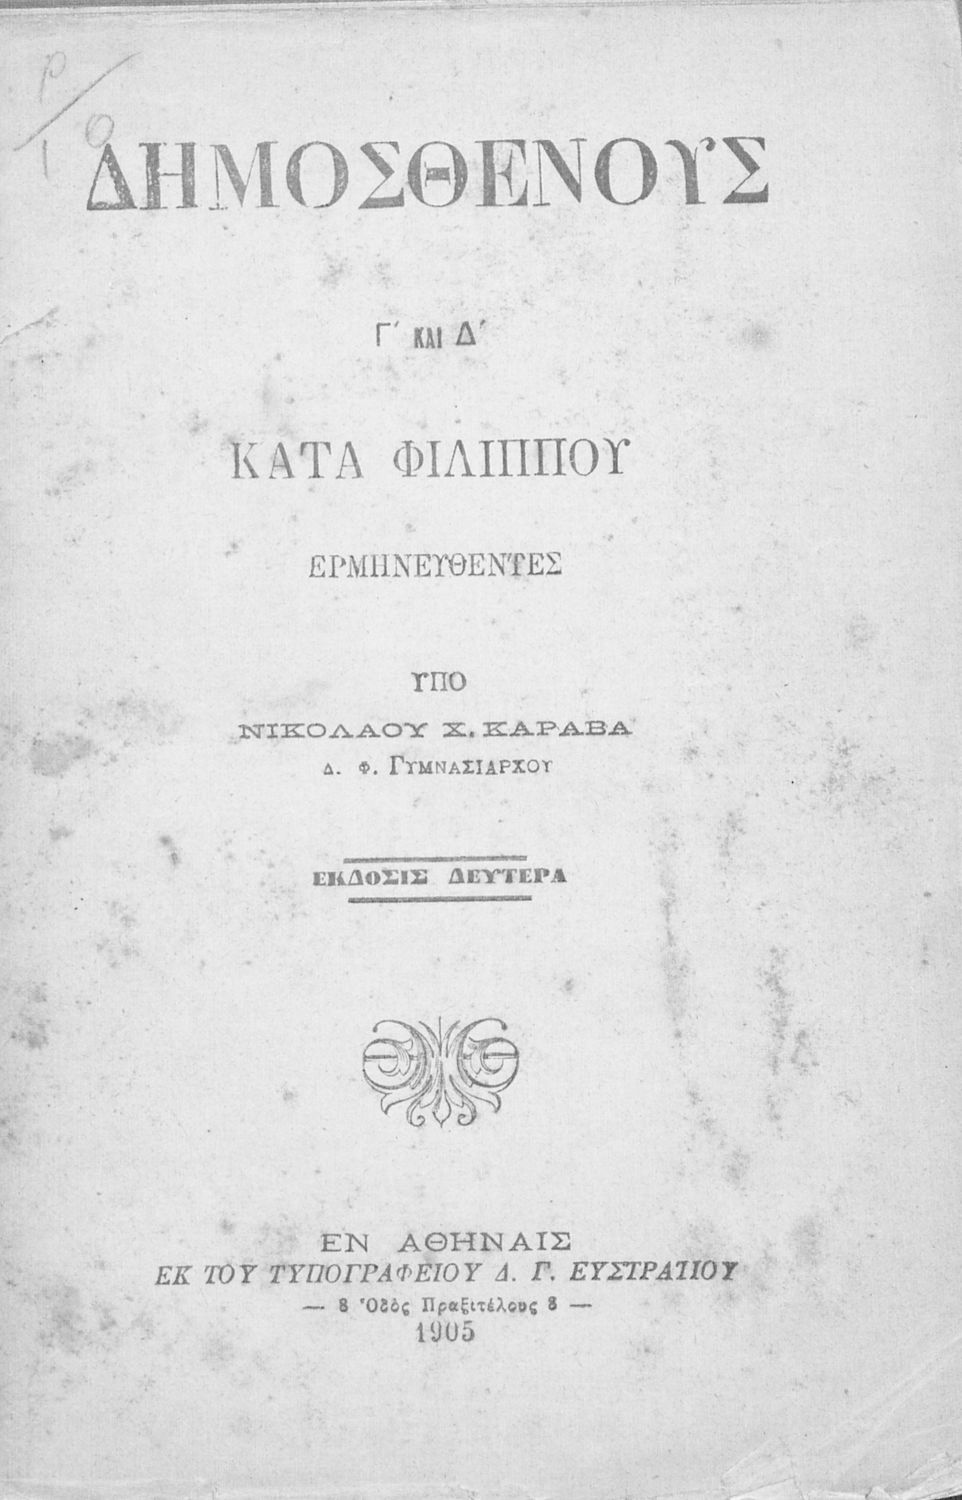 ΔΗΜΟΣΘΕΝΟΥΣ
Γ΄ ΚΑΙ Δ΄
ΚΑΤΑ ΦΙΛΙΠΠΟΥ
ΕΡΜΗΝΕΥΘΕΝΤΕΣ
ΥΠΟ
ΝΙΚΟΛΑΟΥ Χ. ΚΑΡΑΒΑ
Δ. Φ. ΓΥΜΝΑΣΙΑΡΧΟΥ
ΕΚΔΟΣΙΣ ΔΕΥΤΕΡΑ
ΕΝ ΑΘΗΝΑΙΣ
ΕΚ ΤΟΥ ΤΥΠΟΓΡΑΦΕΙΟΥ Δ. Γ. ΕΥΣΤΡΑΤΙΟΥ
— 8 Ὁδὸς Πραξιτέλους 8 —
1905